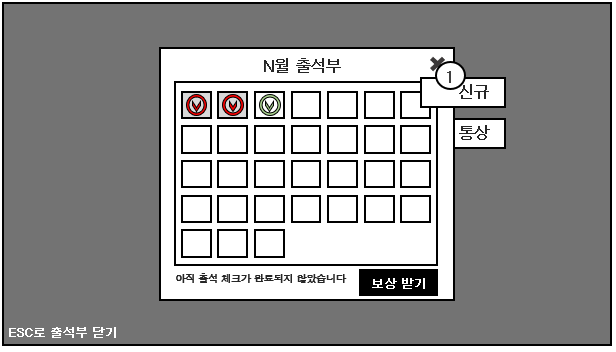 N월 출석부
1
신규
통상
아직 출석 체크가 완료되지 않았습니다
보상 받기
ESC로 출석부 닫기